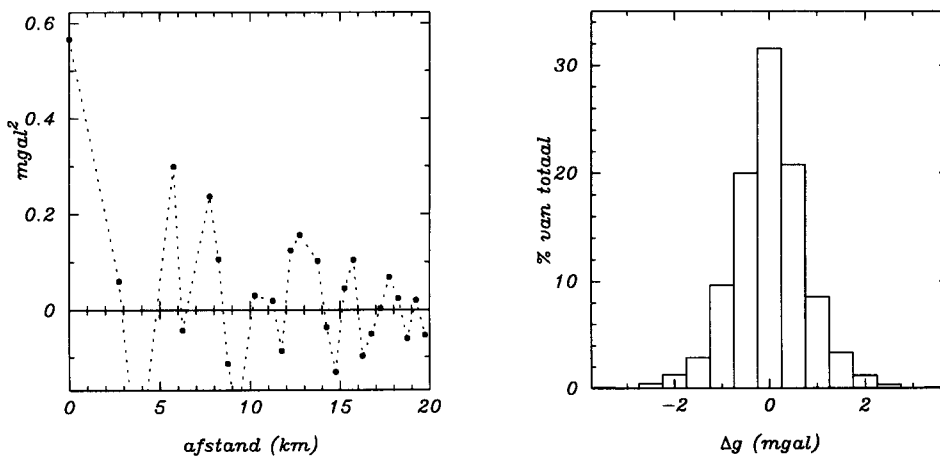 0.6
0.4
0.2
0
mgal²
0 5 10 15 20
afstand (km)
30
20
10
0
% van totaal
−2 0 2
Δg (mgal)